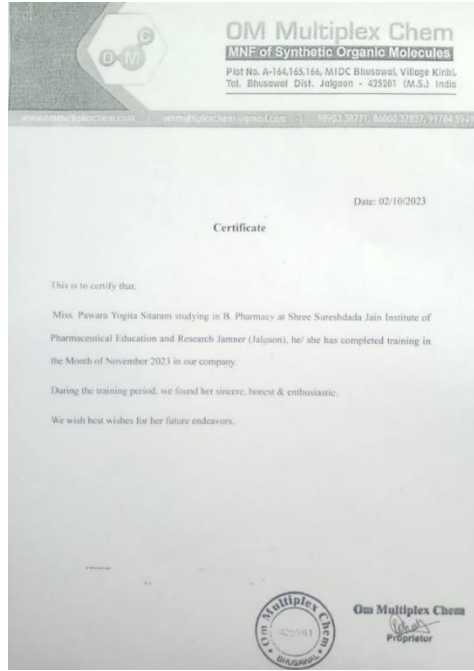 O M C
OM Multiplex Chem
MNF of Synthetic Organic Molecules
Plot No. A-164,165,166, MIDC Bhusawal, Village Kinhi,
Tal. Bhusawal Dist. Jalgaon - 425201 (M.S.) India
Date: 02/10/2023
Certificate
This is to certify that,
Miss. Pawara Yogita Sitaram studying in B. Pharmacy at Shree Sureshdada Jain Institute of
Pharmaceutical Education and Research Jamner (Jalgaon), he/ she has completed training in
the Month of November 2023 in our company.
During the training period, we found her sincere, honest & enthusiastic.
We wish best wishes for her future endeavors.
Om Multiplex Chem
BHUSAWAL
Om Multiplex Chem
Proprietor